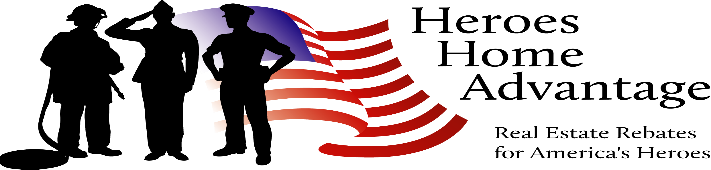 Heroes
Home
Advantage
Real Estate Rebates
for America's Heroes